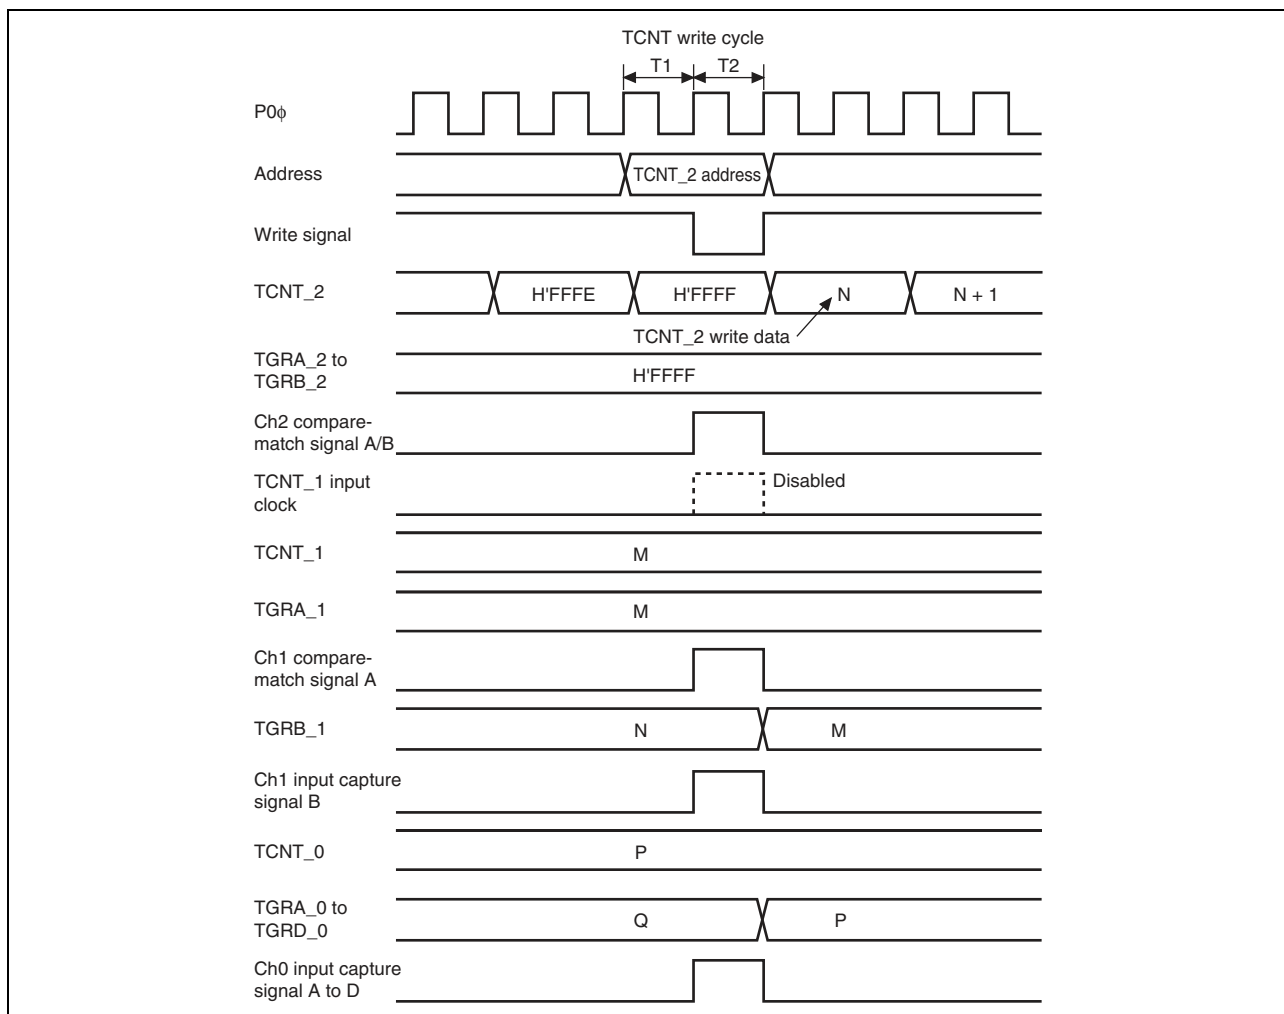 TCNT write cycle
T1 T2
P0ϕ
Address TCNT_2 address
Write signal
TCNT_2 H'FFFE H'FFFF N N + 1
TCNT_2 write data
TGRA_2 to
TGRB_2 H'FFFF
Ch2 compare-
match signal A/B
TCNT_1 input Disabled
clock
TCNT_1 M
TGRA_1 M
Ch1 compare-
match signal A
TGRB_1 N M
Ch1 input capture
signal B
TCNT_0 P
TGRA_0 to
TGRD_0 Q P
Ch0 input capture
signal A to D